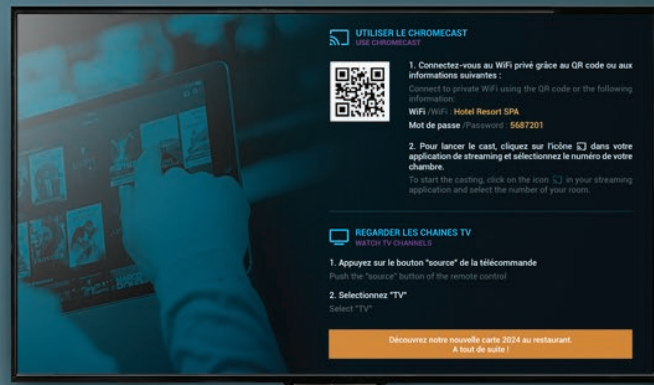 UTILISER LE CHROMECAST
USE CHROMECAST
1. Connectez-vous au WiFi privé grâce au QR code ou aux
informations suivantes :
Connect to private WiFi using the QR code or the following
information:
WiFi /WiFi : Hotel Resort SPA
Mot de passe /Password : 5687201
2. Pour lancer le cast, cliquez sur l'icône dans votre
application de streaming et sélectionnez le numéro de votre
chambre.
To start the casting, click on the icon in your streaming
application and select the number of your room.
REGARDER LES CHAINES TV
WATCH TV CHANNELS
1. Appuyez sur le bouton "source" de la télécommande
Push the "source" button of the remote control
2. Selectionnez "TV"
Select "TV"
Découvrez notre nouvelle carte 2024 au restaurant.
A tout de suite !